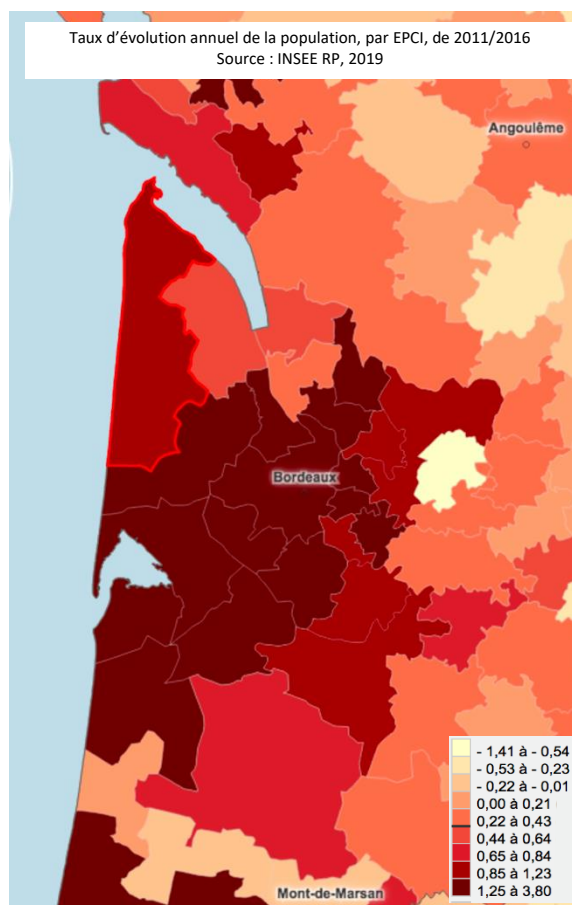 Taux d'évolution annuel de la population, par EPCI, de 2011/2016
Source : INSEE RP, 2019
Angoulême
Bordeaux
Mont-de-Marsan
- 1,41 à - 0,54
- 0,53 à - 0,23
- 0,22 à - 0,01
0,00 à 0,21
0,22 à 0,43
0,44 à 0,64
0,65 à 0,84
0,85 à 1,23
1,25 à 3,80